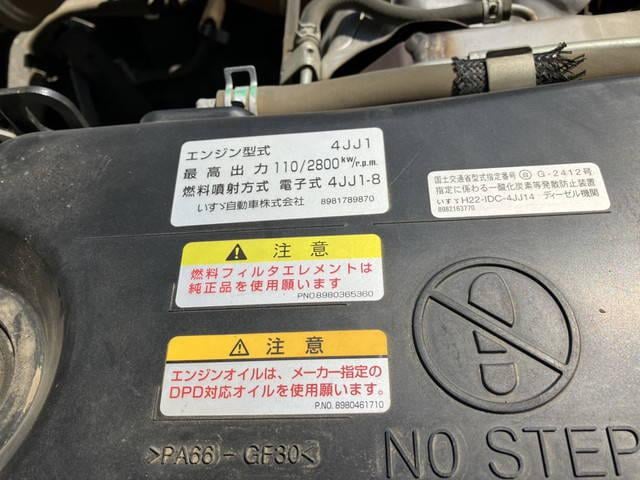 エンジン型式 4JJ1
最高出力 110/2800 kw/r.p.m.
燃料噴射方式 電子式 4JJ1-8
いすゞ自動車株式会社 8981789870
国土交通省型式指定番号 自 G-2412号
指定に係わる一酸化炭素等発散防止装置
いすゞH22-IDC-4JJ14 ディーゼル機関
8982163770
注意
燃料フィルタエレメントは
純正品を使用願います
PNO.8980365360
注意
エンジンオイルは、メーカー指定の
DPD対応オイルを使用願います。
P.NO. 8980461710
>PA66-GF30<
NO STEP